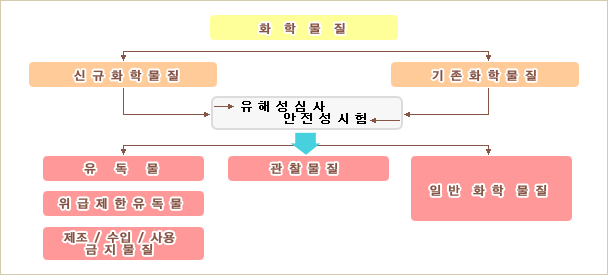 화 학 물 질
신 규 화 학 물 질
기 존 화 학 물 질
유 해 성 심 사
안 전 성 시 험
유 독 물
관 찰 물 질
일 반 화 학 물 질
위 급 제 한 유 독 물
제조 / 수입 / 사용
금 지 물 질